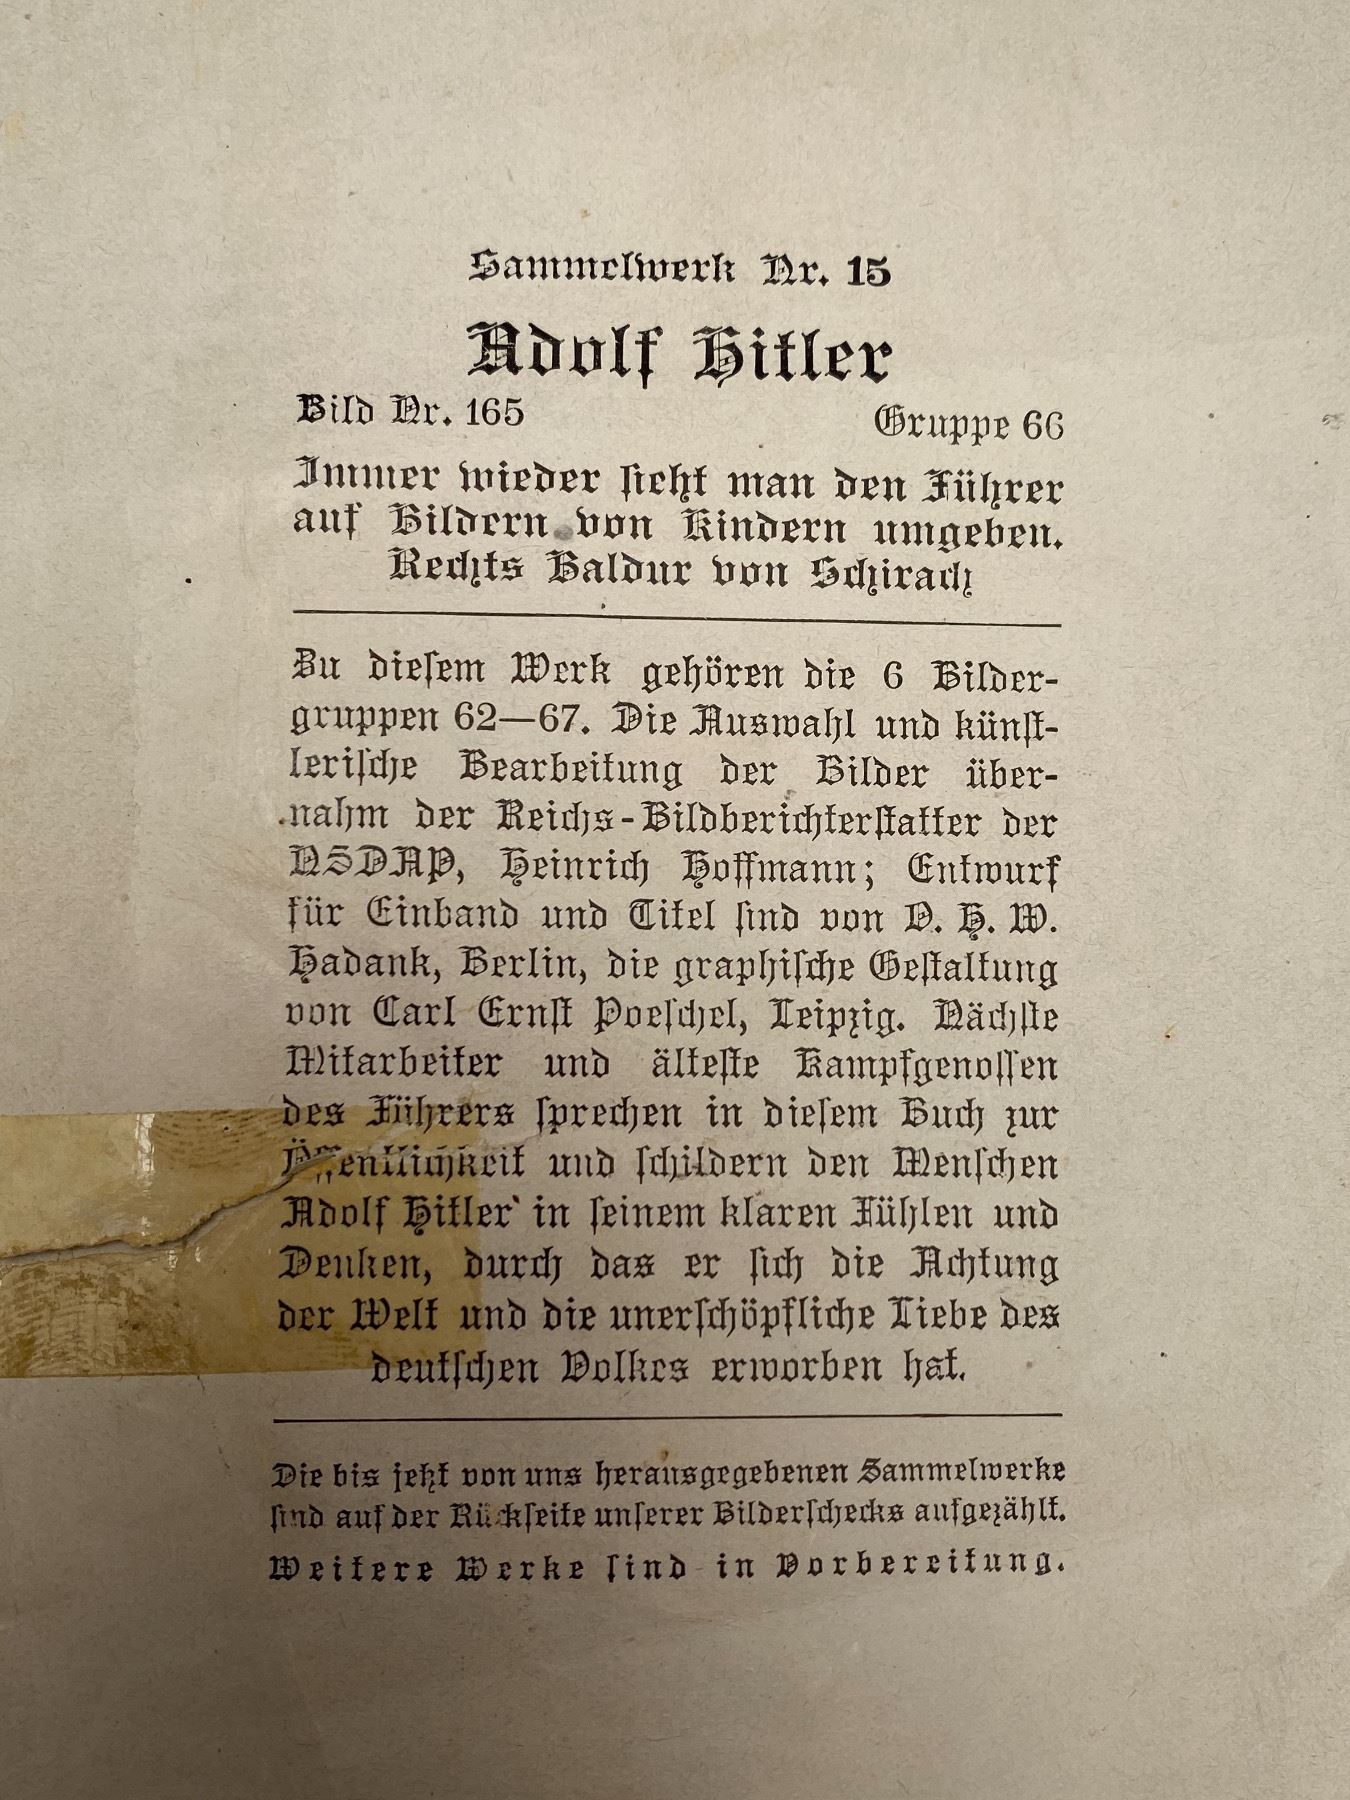 Sammelwerk Nr. 15
Adolf Hitler
Bild Nr. 165 Gruppe 66
Immer wieder sieht man den Führer
auf Bildern von Kindern umgeben.
Rechts Baldur von Schirach
Zu diesem Werk gehören die 6 Bilder-
gruppen 62—67. Die Auswahl und künst-
lerische Bearbeitung der Bilder über-
nahm der Reichs-Bildberichterstatter der
NSDAP, Heinrich Hoffmann; Entwurf
für Einband und Titel sind von O. H. W.
Hadank, Berlin, die graphische Gestaltung
von Carl Ernst Poeschel, Leipzig. Nächste
Mitarbeiter und älteste Kampfgenossen
des Führers sprechen in diesem Buch zur
Öffentlichkeit und schildern den Menschen
Adolf Hitler in seinem klaren Fühlen und
Denken, durch das er sich die Achtung
der Welt und die unerschöpfliche Liebe des
deutschen Volkes erworben hat.
Die bis jetzt von uns herausgegebenen Sammelwerke
sind auf der Rückseite unserer Bilderschecks aufgezählt.
Weitere Werke sind in Vorbereitung.